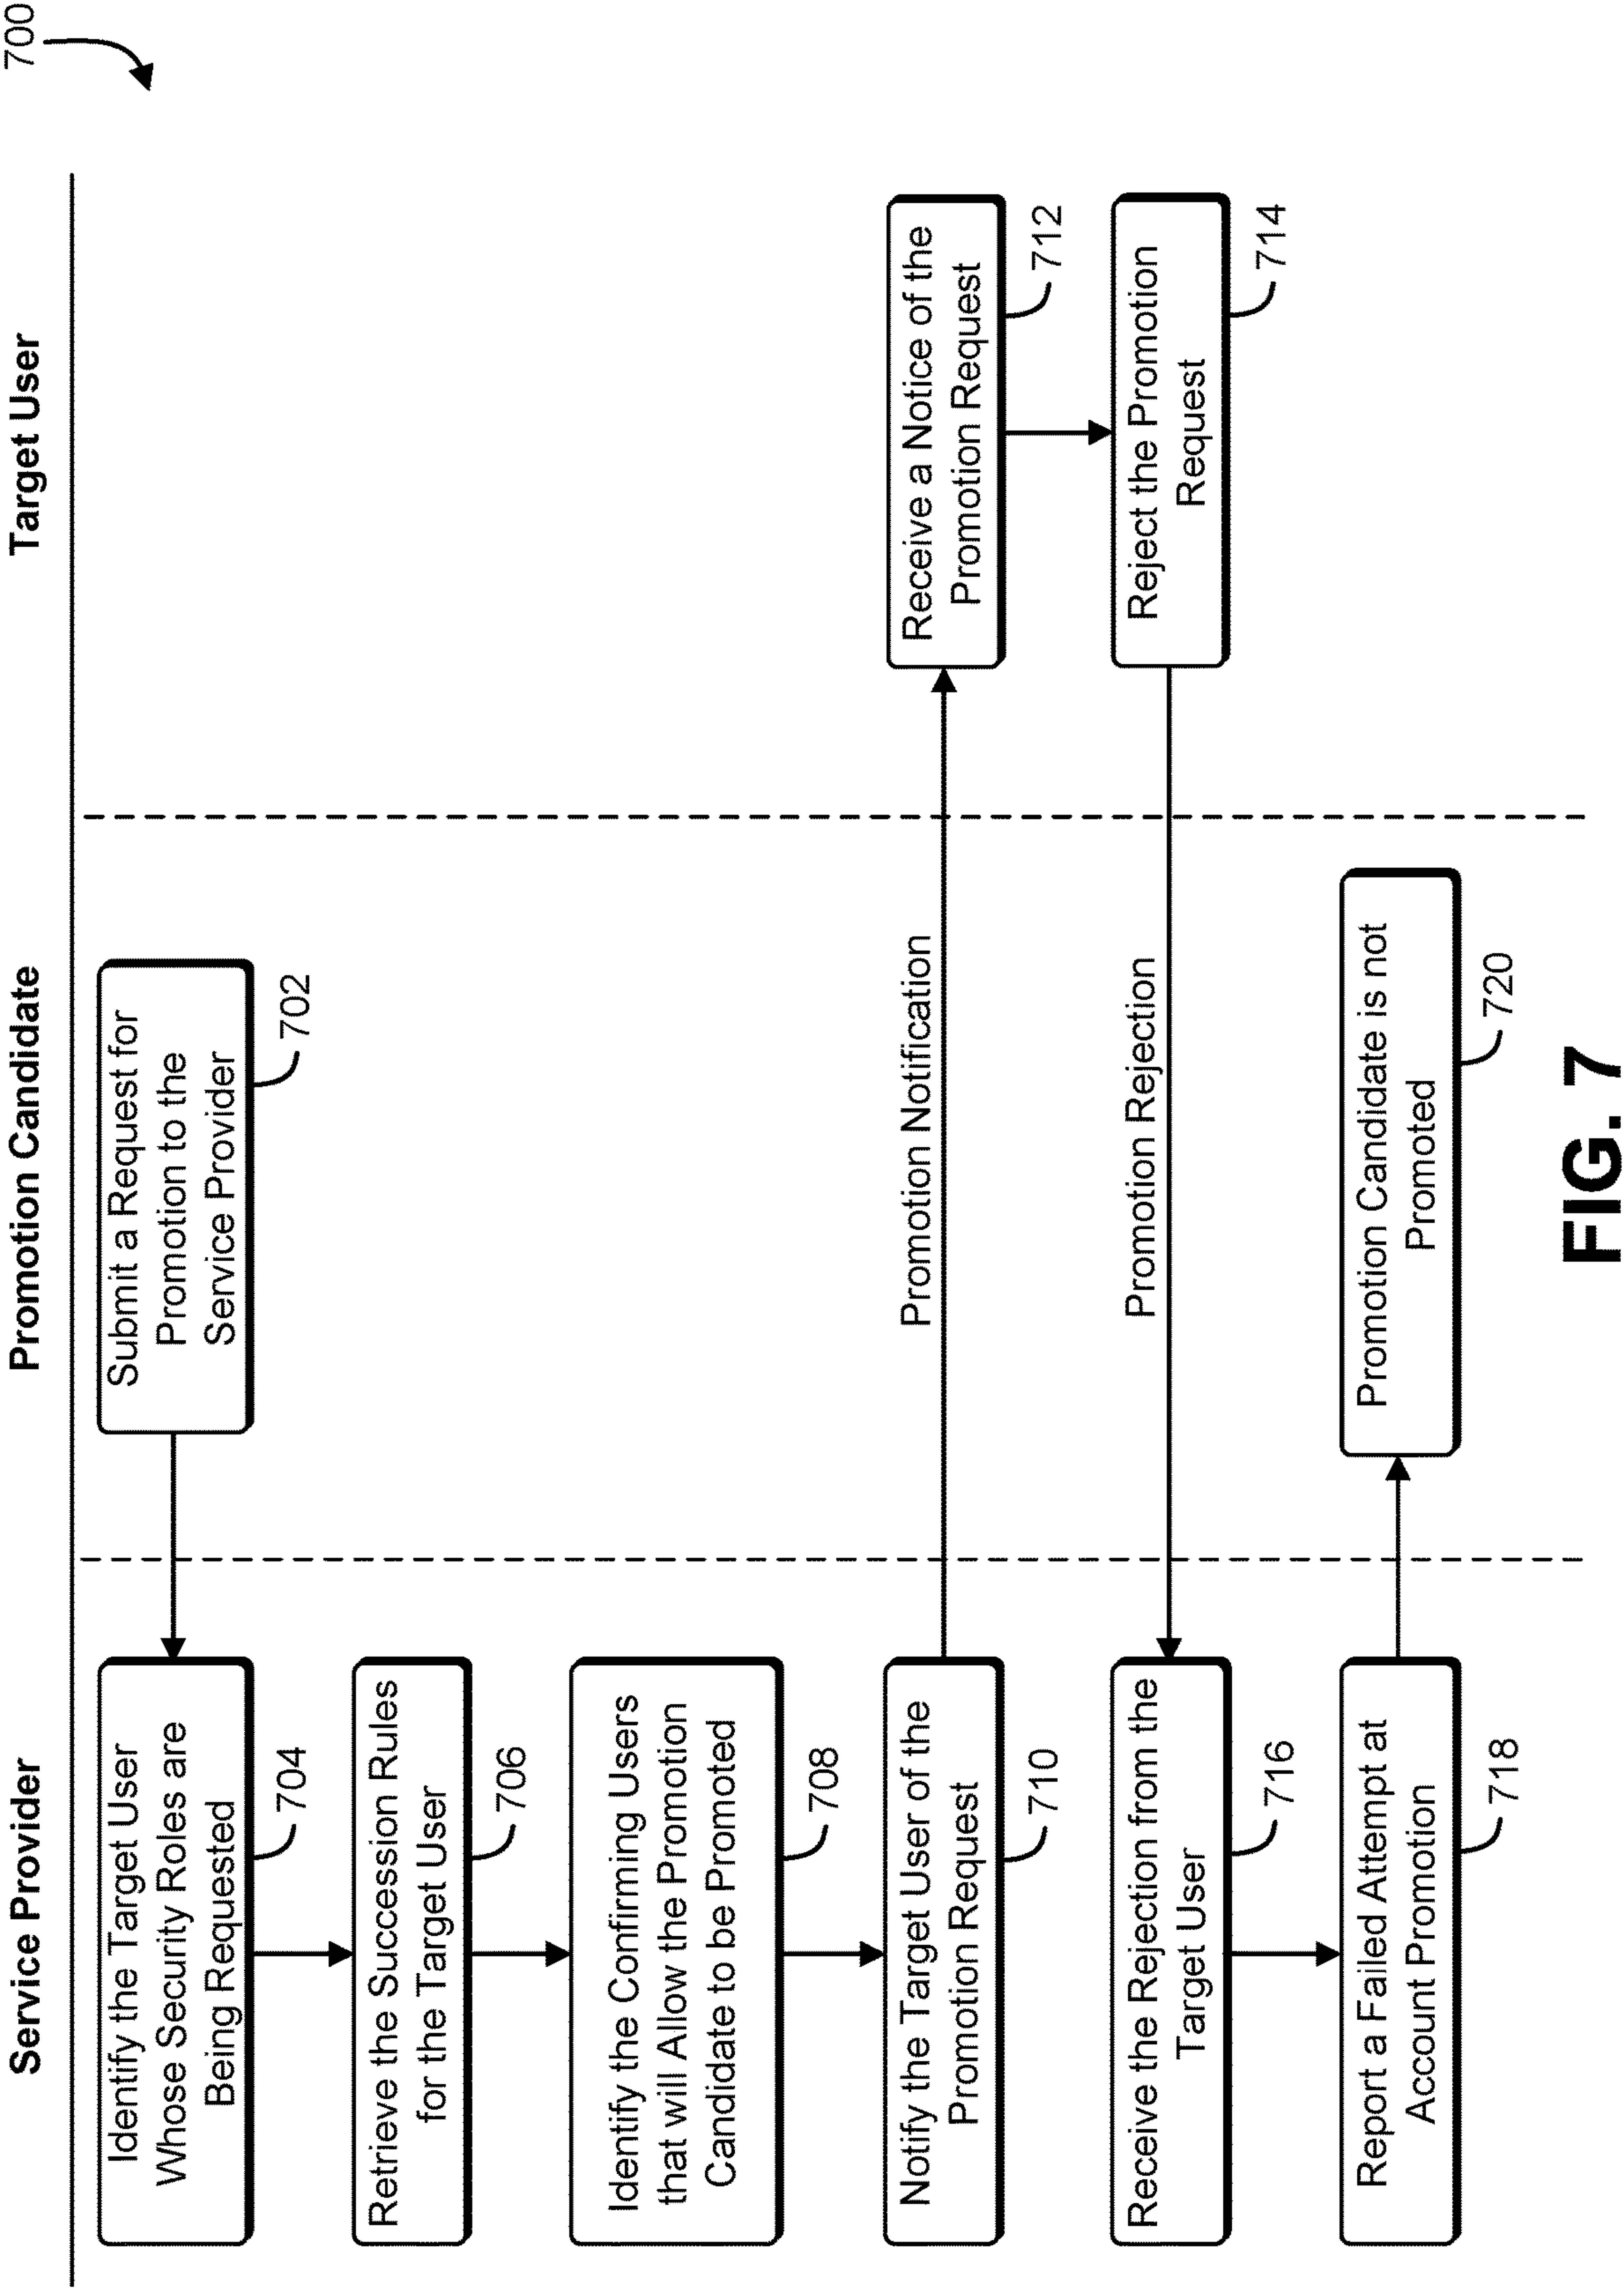 700
Service Provider
Promotion Candidate
Target User
Submit a Request for
Promotion to the
Service Provider
702
Identify the Target User
Whose Security Roles are
Being Requested
704
Retrieve the Succession Rules
for the Target User
706
Identify the Confirming Users
that will Allow the Promotion
Candidate to be Promoted
708
Notify the Target User of the
Promotion Request
710
Promotion Notification
Receive a Notice of the
Promotion Request
712
Reject the Promotion
Request
714
Promotion Rejection
Receive the Rejection from the
Target User
716
Report a Failed Attempt at
Account Promotion
718
Promotion Candidate is not
Promoted
720
FIG. 7